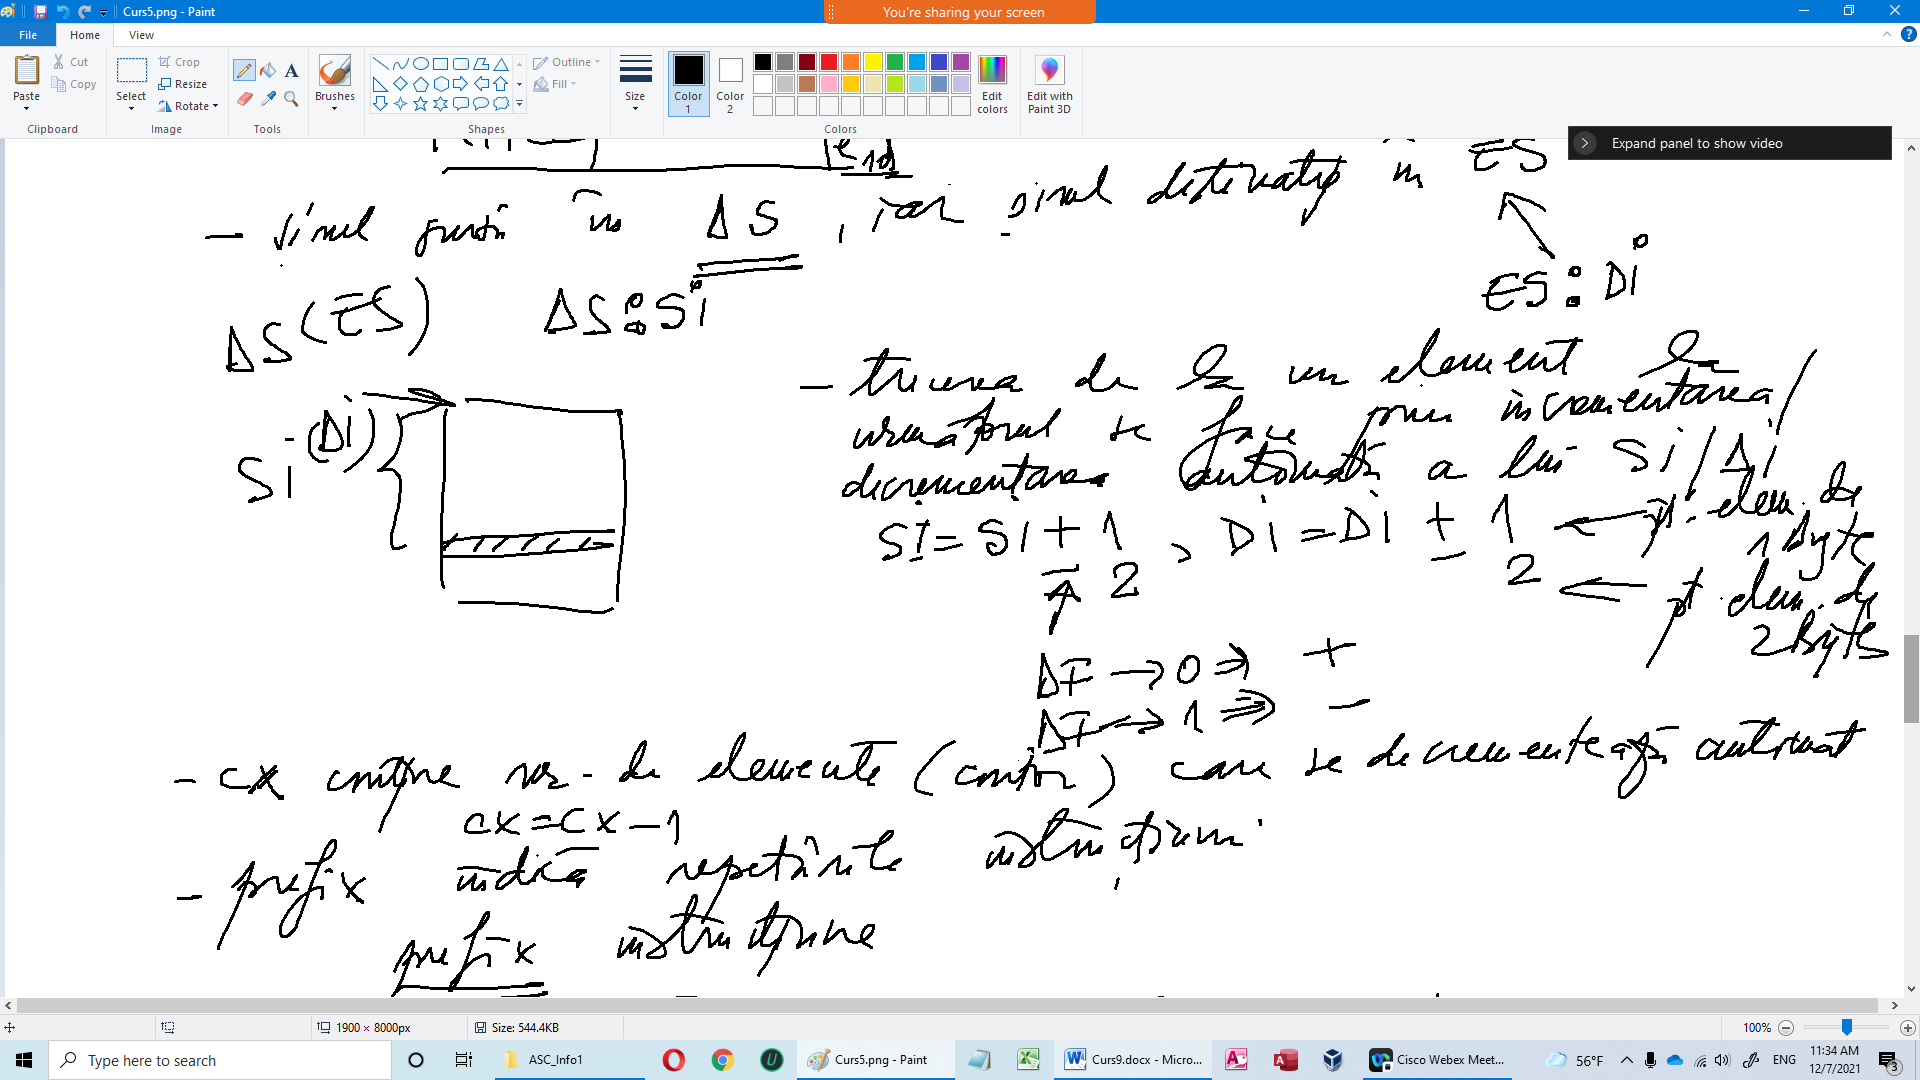 Curs5.png - Paint
You're sharing your screen
File Home View
Paste
Cut
Copy
Clipboard
Select
Crop
Resize
Rotate
Image
Tools
Brushes
Shapes
Outline
Fill
Size
Color 1
Color 2
Colors
Edit colors
Edit with Paint 3D
Expand panel to show video
- șirul sursă în DS, iar șirul destinație în ES
DS (ES) DS:Si ES:Di
Si (Di)
- trecerea de la un element la
următorul se face prin incrementarea/
decrementarea automată a lui Si/Di
SI = SI ± 1, Di = Di ± 1 ← pt. elem. de 1 Byte
2 2 ← pt elem. de 2 Bytes
DF → 0 ⇒ +
DF → 1 ⇒ -
- CX conține nr. de elemente (contor) care se decrementează automat
CX = CX - 1
- prefix indică repetările instrucțiunii
prefix instrucțiune
1900 × 8000px
Size: 544.4KB
100%
Type here to search
ASC_Info1
Curs5.png - Paint
Curs9.docx - Micro...
Cisco Webex Meet...
56°F
ENG
11:34 AM
12/7/2021
3